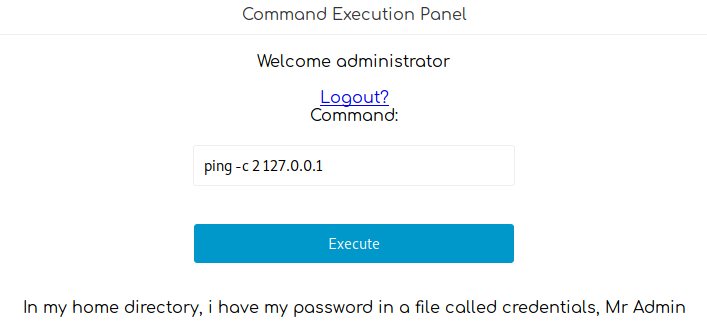 Command Execution Panel
Welcome administrator
Logout?
Command:
ping -c 2 127.0.0.1
Execute
In my home directory, i have my password in a file called credentials, Mr Admin